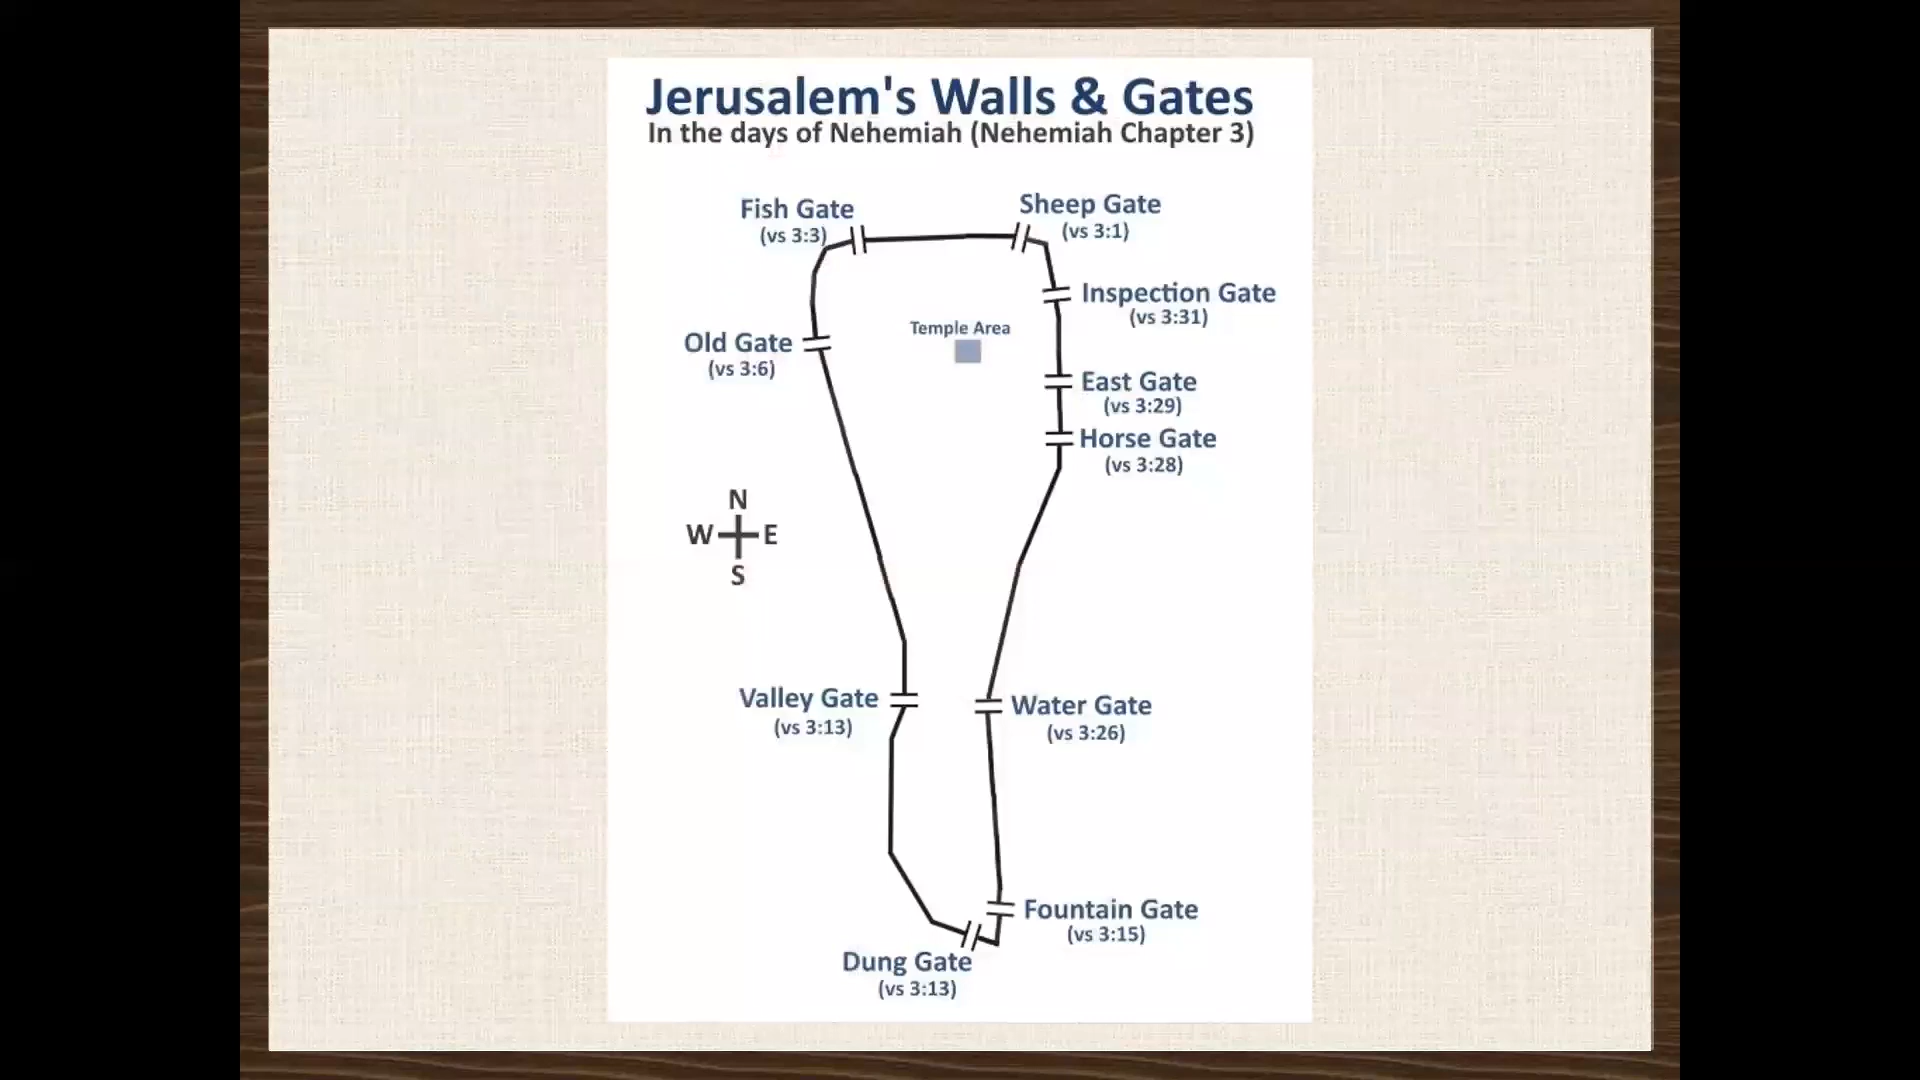 Jerusalem's Walls & Gates
In the days of Nehemiah (Nehemiah Chapter 3)
Fish Gate
(vs 3:3)
Sheep Gate
(vs 3:1)
Inspection Gate
(vs 3:31)
Temple Area
Old Gate
(vs 3:6)
East Gate
(vs 3:29)
Horse Gate
(vs 3:28)
N
W E
S
Valley Gate
(vs 3:13)
Water Gate
(vs 3:26)
Fountain Gate
(vs 3:15)
Dung Gate
(vs 3:13)